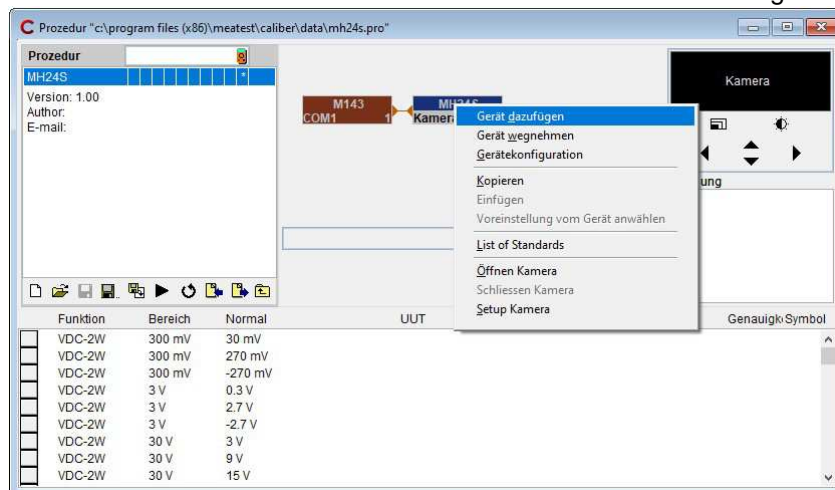 Prozedur "c:\program files (x86)\meatest\caliber\data\mh24s.pro"
Prozedur
MH24S *
Version: 1.00
Author:
E-mail:
M143
COM1 1
MH24S
Kamera
Gerät dazufügen
Gerät wegnehmen
Gerätekonfiguration
Kopieren
Einfügen
Voreinstellung vom Gerät anwählen
List of Standards
Öffnen Kamera
Schliessen Kamera
Setup Kamera
Kamera
ung
Funktion Bereich Normal UUT Genauigk Symbol
VDC-2W 300 mV 30 mV
VDC-2W 300 mV 270 mV
VDC-2W 300 mV -270 mV
VDC-2W 3 V 0.3 V
VDC-2W 3 V 2.7 V
VDC-2W 3 V -2.7 V
VDC-2W 30 V 3 V
VDC-2W 30 V 9 V
VDC-2W 30 V 15 V